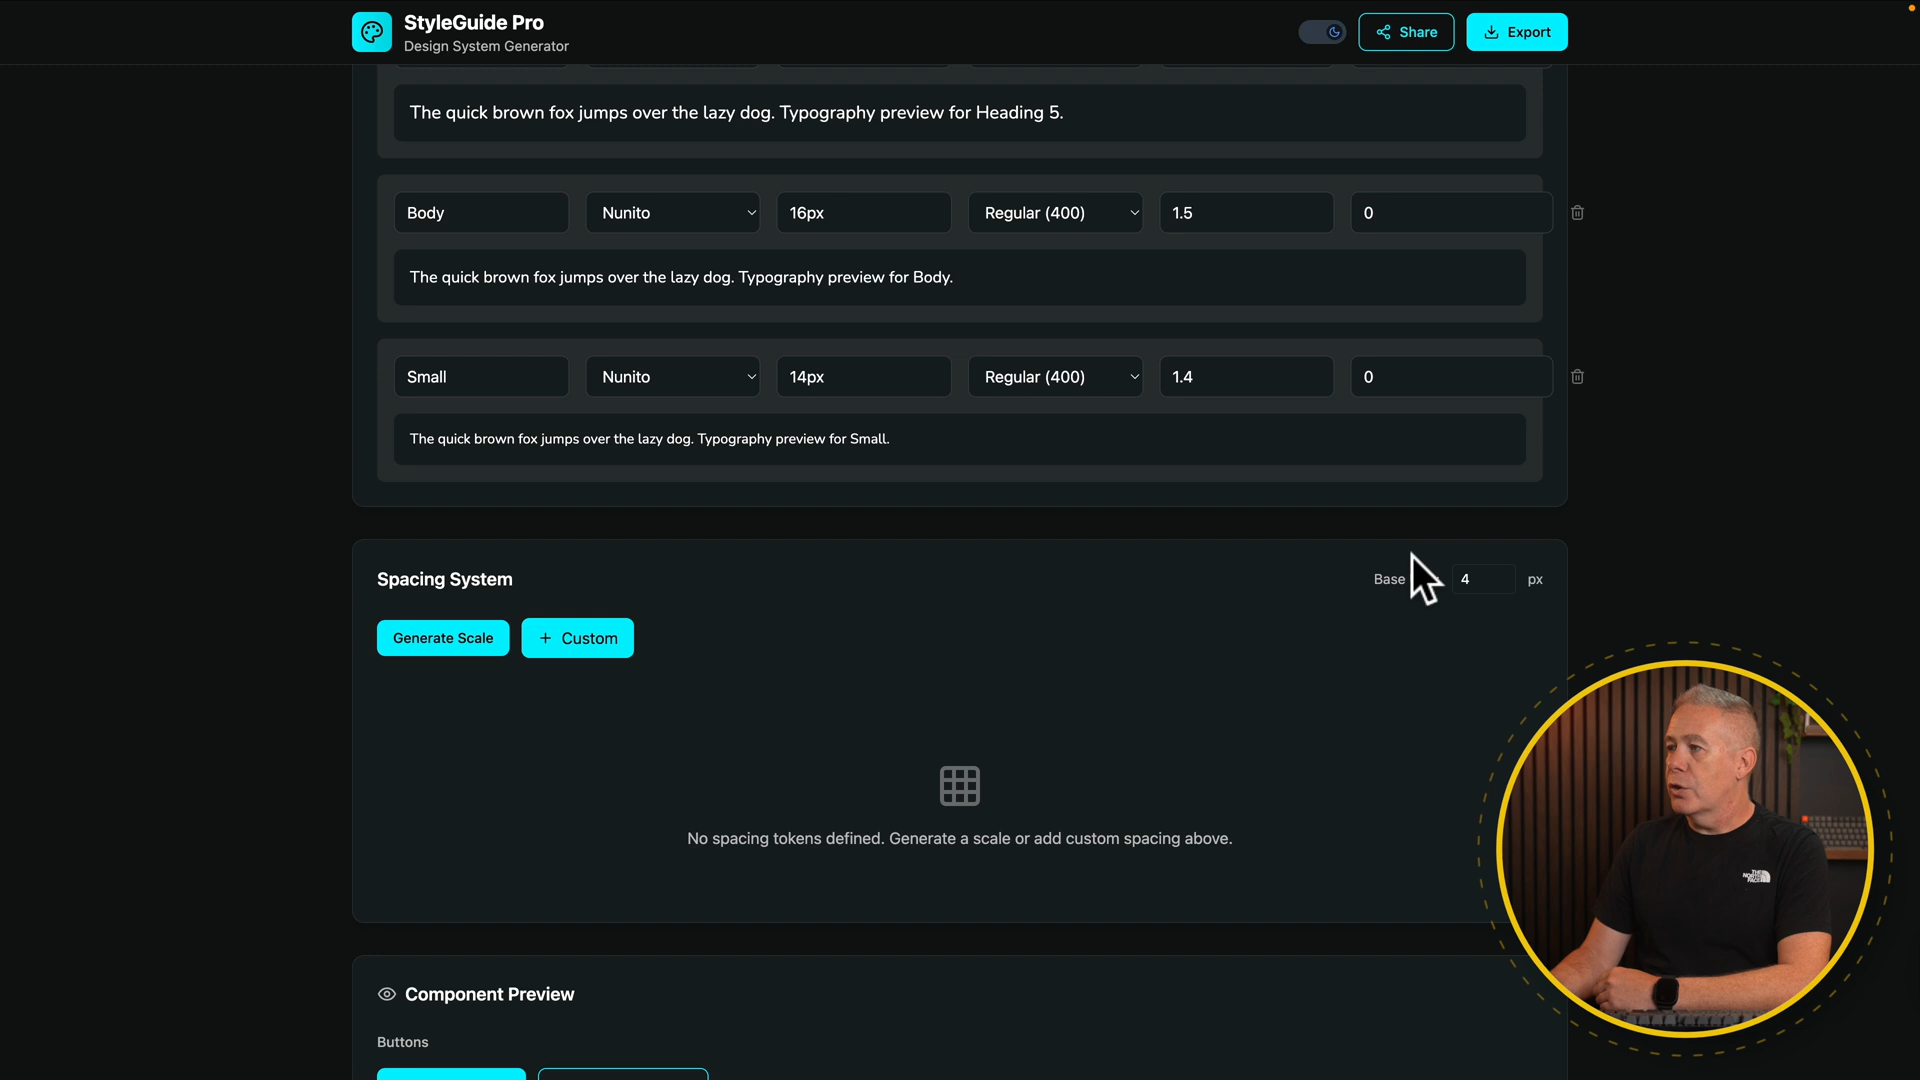 StyleGuide Pro
Design System Generator
Share
Export
The quick brown fox jumps over the lazy dog. Typography preview for Heading 5.
Body
Nunito
16px
Regular (400)
1.5
0
The quick brown fox jumps over the lazy dog. Typography preview for Body.
Small
Nunito
14px
Regular (400)
1.4
0
The quick brown fox jumps over the lazy dog. Typography preview for Small.
Spacing System
Base
4
px
Generate Scale
+ Custom
No spacing tokens defined. Generate a scale or add custom spacing above.
THE NORTH FACE
Component Preview
Buttons